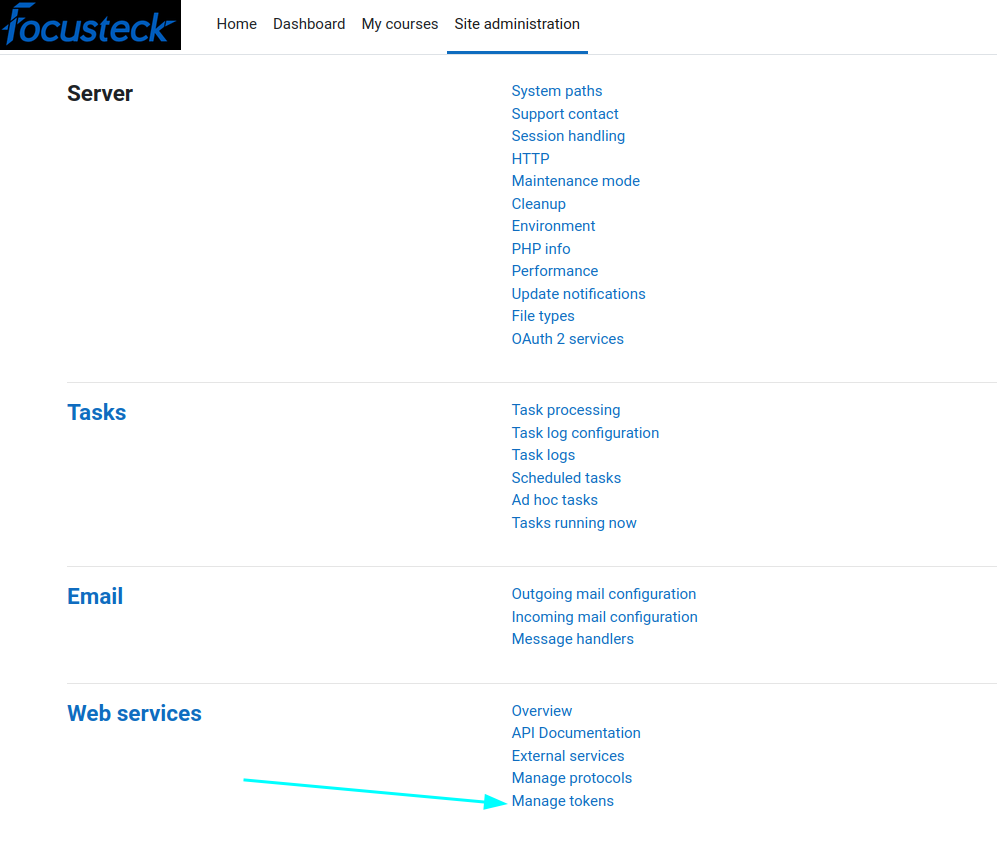 Focusteck
Home Dashboard My courses Site administration
Server
System paths
Support contact
Session handling
HTTP
Maintenance mode
Cleanup
Environment
PHP info
Performance
Update notifications
File types
OAuth 2 services
Tasks
Task processing
Task log configuration
Task logs
Scheduled tasks
Ad hoc tasks
Tasks running now
Email
Outgoing mail configuration
Incoming mail configuration
Message handlers
Web services
Overview
API Documentation
External services
Manage protocols
Manage tokens